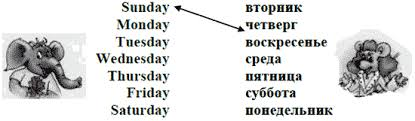 Sunday вторник
Monday четверг
Tuesday воскресенье
Wednesday среда
Thursday пятница
Friday суббота
Saturday понедельник